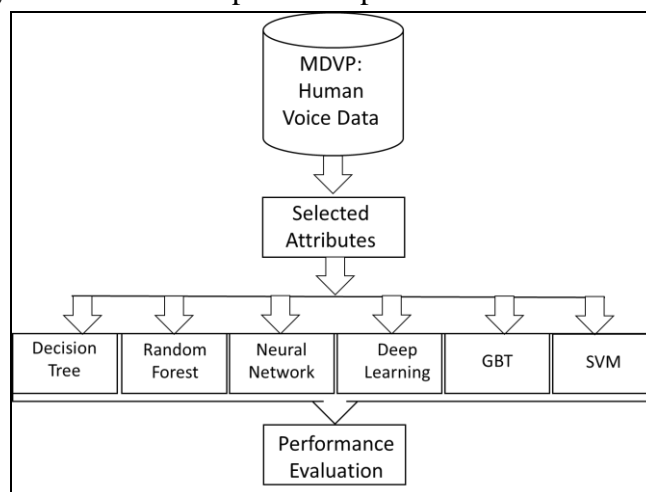 MDVP:
Human
Voice Data
Selected
Attributes
Decision
Tree
Random
Forest
Neural
Network
Deep
Learning
GBT
SVM
Performance
Evaluation